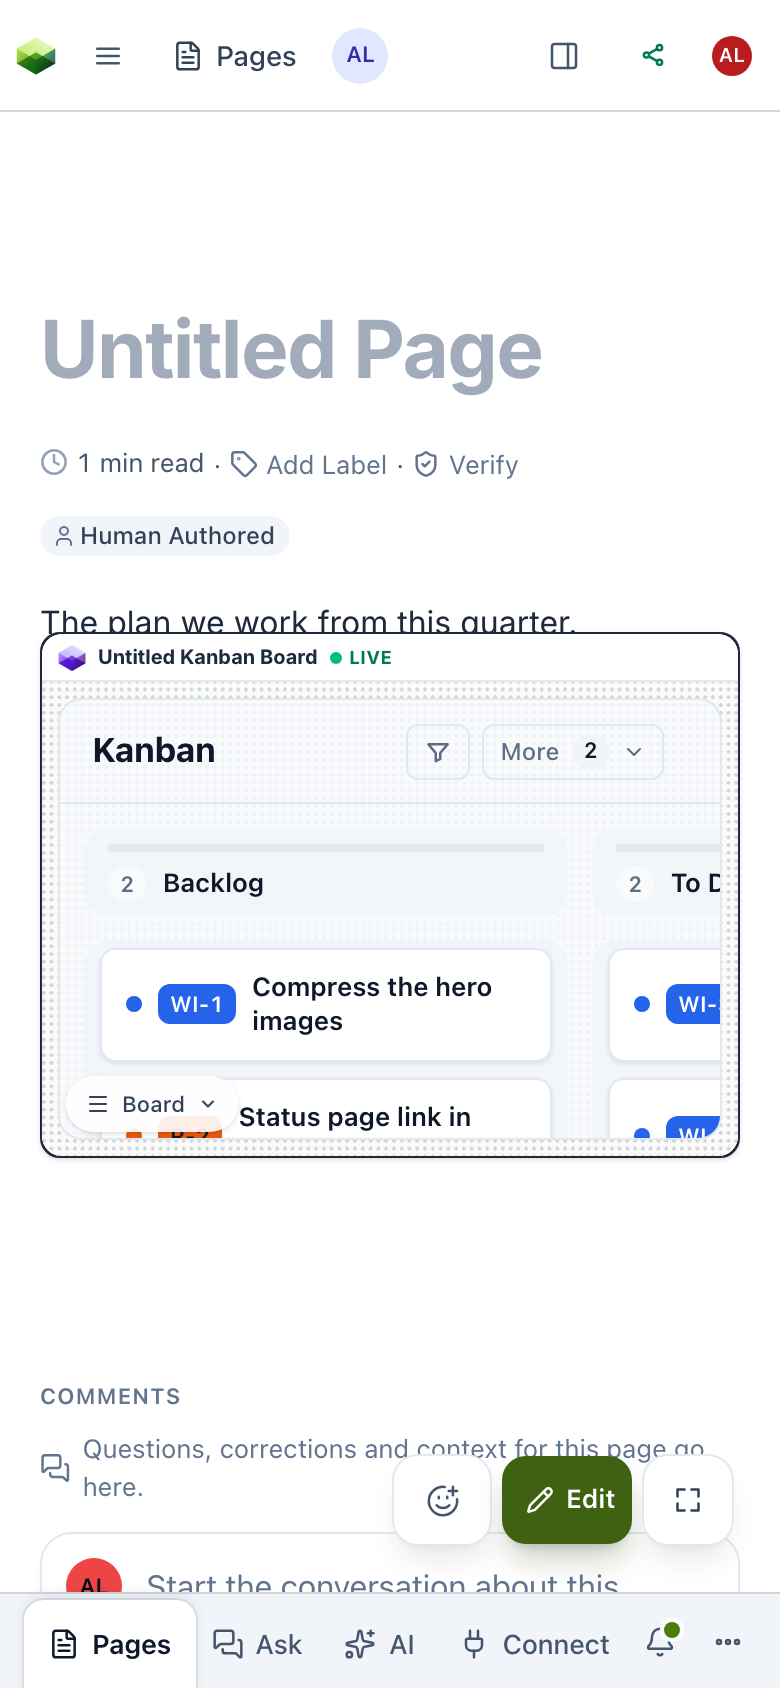 Pages
AL
AL
Untitled Page
1 min read · Add Label · Verify
Human Authored
The plan we work from this quarter.
Untitled Kanban Board LIVE
Kanban
More 2
2 Backlog
2 To D
WI-1 Compress the hero
images
WI-
Board
Status page link in
COMMENTS
Questions, corrections and context for this page go
here.
Edit
AL
Start the conversation about this
Pages
Ask
AI
Connect